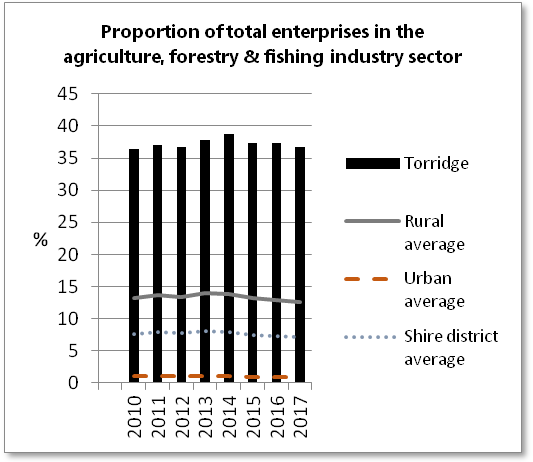 Proportion of total enterprises in the
agriculture, forestry & fishing industry sector
45
40
35
30
25
20
15
10
5
0
%
2010
2011
2012
2013
2014
2015
2016
2017
Torridge
Rural
average
Urban
average
Shire district
average